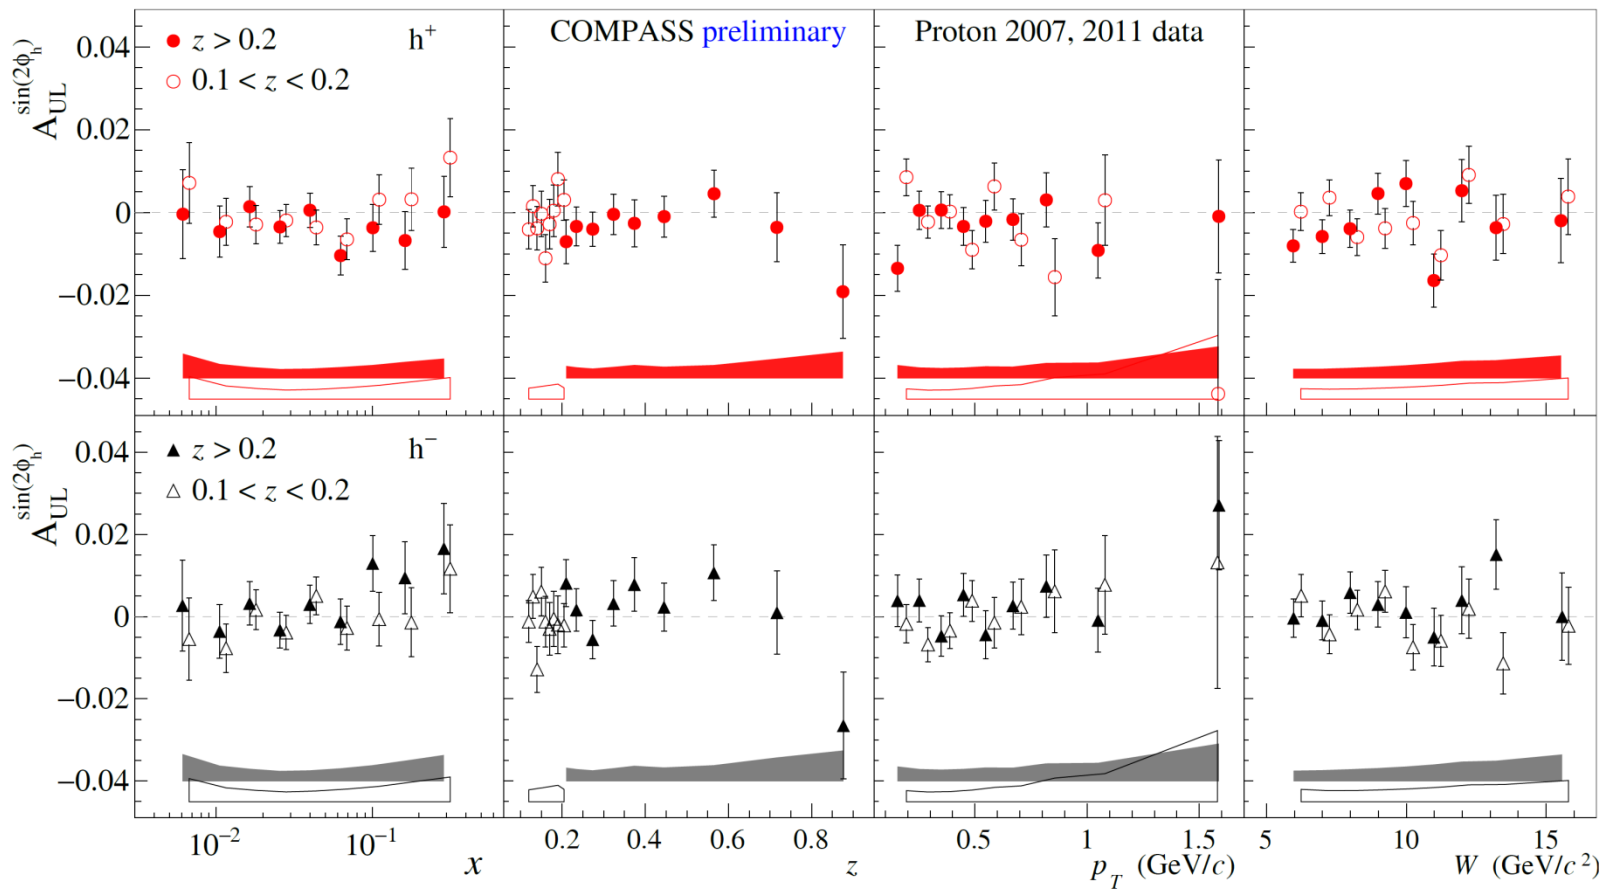 COMPASS preliminary
Proton 2007, 2011 data
A_UL^sin(2ϕ_h)
z > 0.2
h⁺
0.1 < z < 0.2
0.04
0.02
0
−0.02
−0.04
A_UL^sin(2ϕ_h)
z > 0.2
h⁻
0.1 < z < 0.2
0.04
0.02
0
−0.02
−0.04
10⁻² 10⁻¹
x
0.2 0.4 0.6 0.8
z
0.5 1 1.5
p_T (GeV/c)
5 10 15
W (GeV/c²)